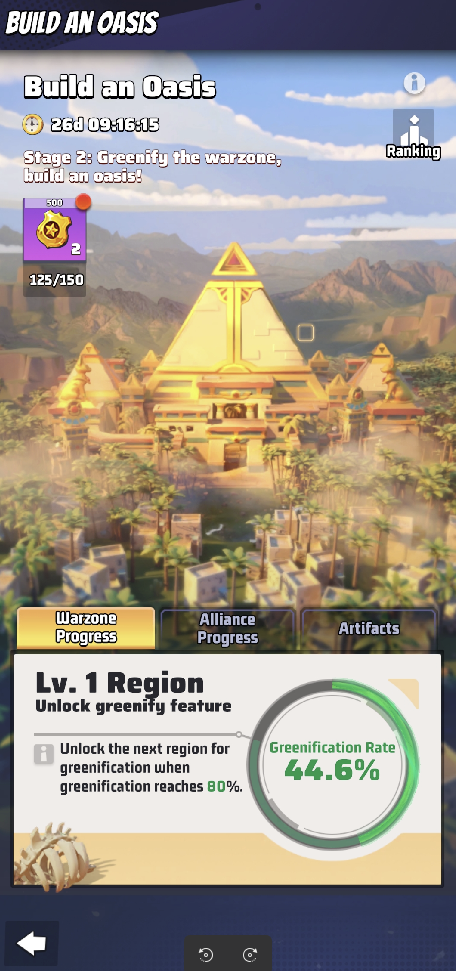 BUILD AN OASIS
Build an Oasis
26d 09:16:15
Ranking
Stage 2: Greenify the warzone,
build an oasis!
500
2
125/150
Warzone
Progress
Alliance
Progress
Artifacts
Lv. 1 Region
Unlock greenify feature
Unlock the next region for
greenification when
greenification reaches 80%.
Greenification Rate
44.6%